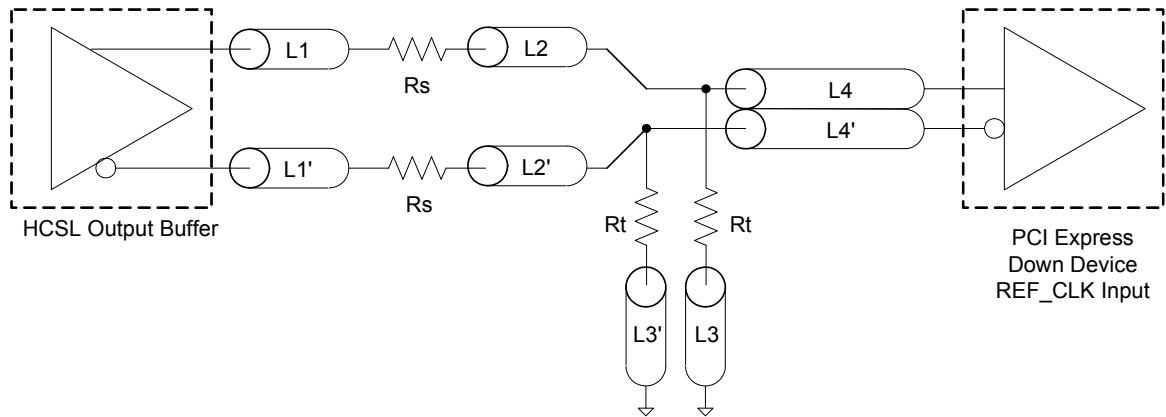 L1
Rs
L2
L4
L4'
L1'
Rs
L2'
HCSL Output Buffer
Rt
Rt
L3'
L3
PCI Express
Down Device
REF_CLK Input